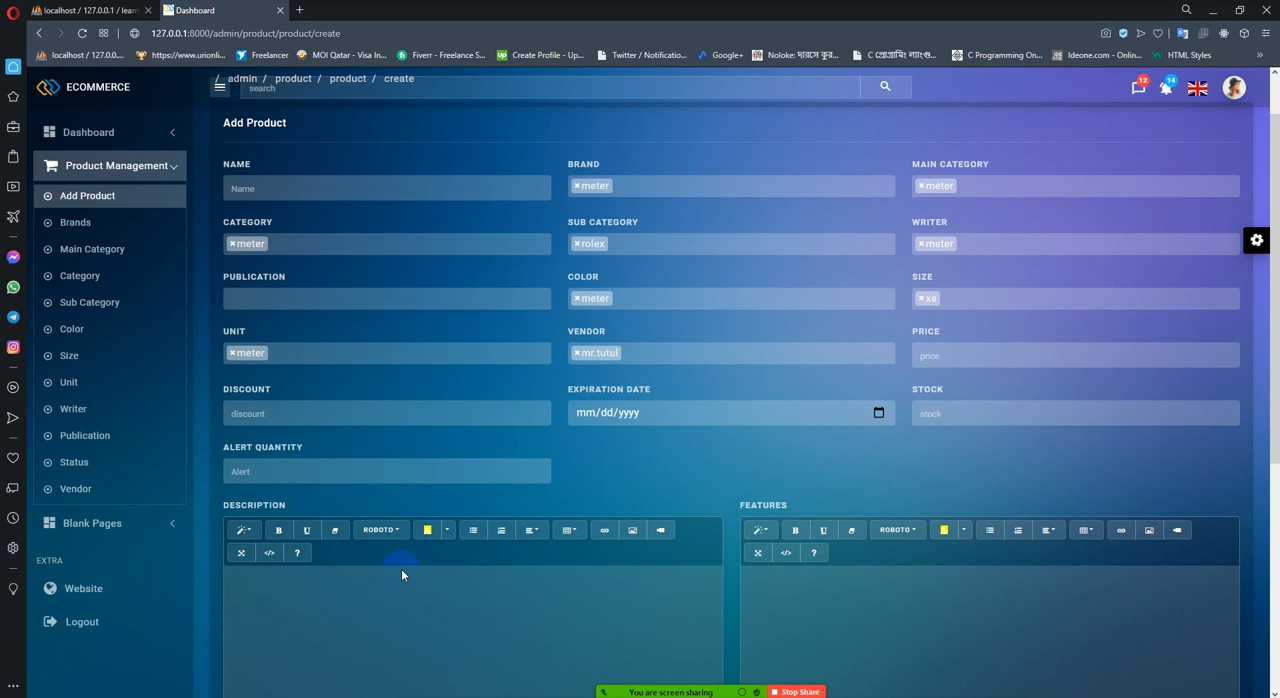 localhost / 127.0.0.1 / learn
Dashboard
127.0.0.1:8000/admin/product/product/create
localhost / 127.0.0....
https://www.urionli...
Freelancer
MOI Qatar - Visa In...
Fiverr - Freelance S...
Create Profile - Up...
Twitter / Notificatio...
Google+
Noloke: দারসে কুর...
C প্রোগ্রামিং ল্যাংগু...
C Programming On...
Ideone.com - Onlin...
HTML Styles
»
ECOMMERCE
/ admin / product / product / create
search
12
14
Dashboard
Product Management
Add Product
Brands
Main Category
Category
Sub Category
Color
Size
Unit
Writer
Publication
Status
Vendor
Blank Pages
EXTRA
Website
Logout
Add Product
NAME
BRAND
MAIN CATEGORY
Name
×meter
×meter
CATEGORY
SUB CATEGORY
WRITER
×meter
×rolex
×meter
PUBLICATION
COLOR
SIZE
×meter
×xs
UNIT
VENDOR
PRICE
×meter
×mr.tutul
price
DISCOUNT
EXPIRATION DATE
STOCK
discount
mm/dd/yyyy
stock
ALERT QUANTITY
Alert
DESCRIPTION
FEATURES
B U ROBOTO A
</> ?
B U ROBOTO A
</> ?
You are screen sharing
Stop Share